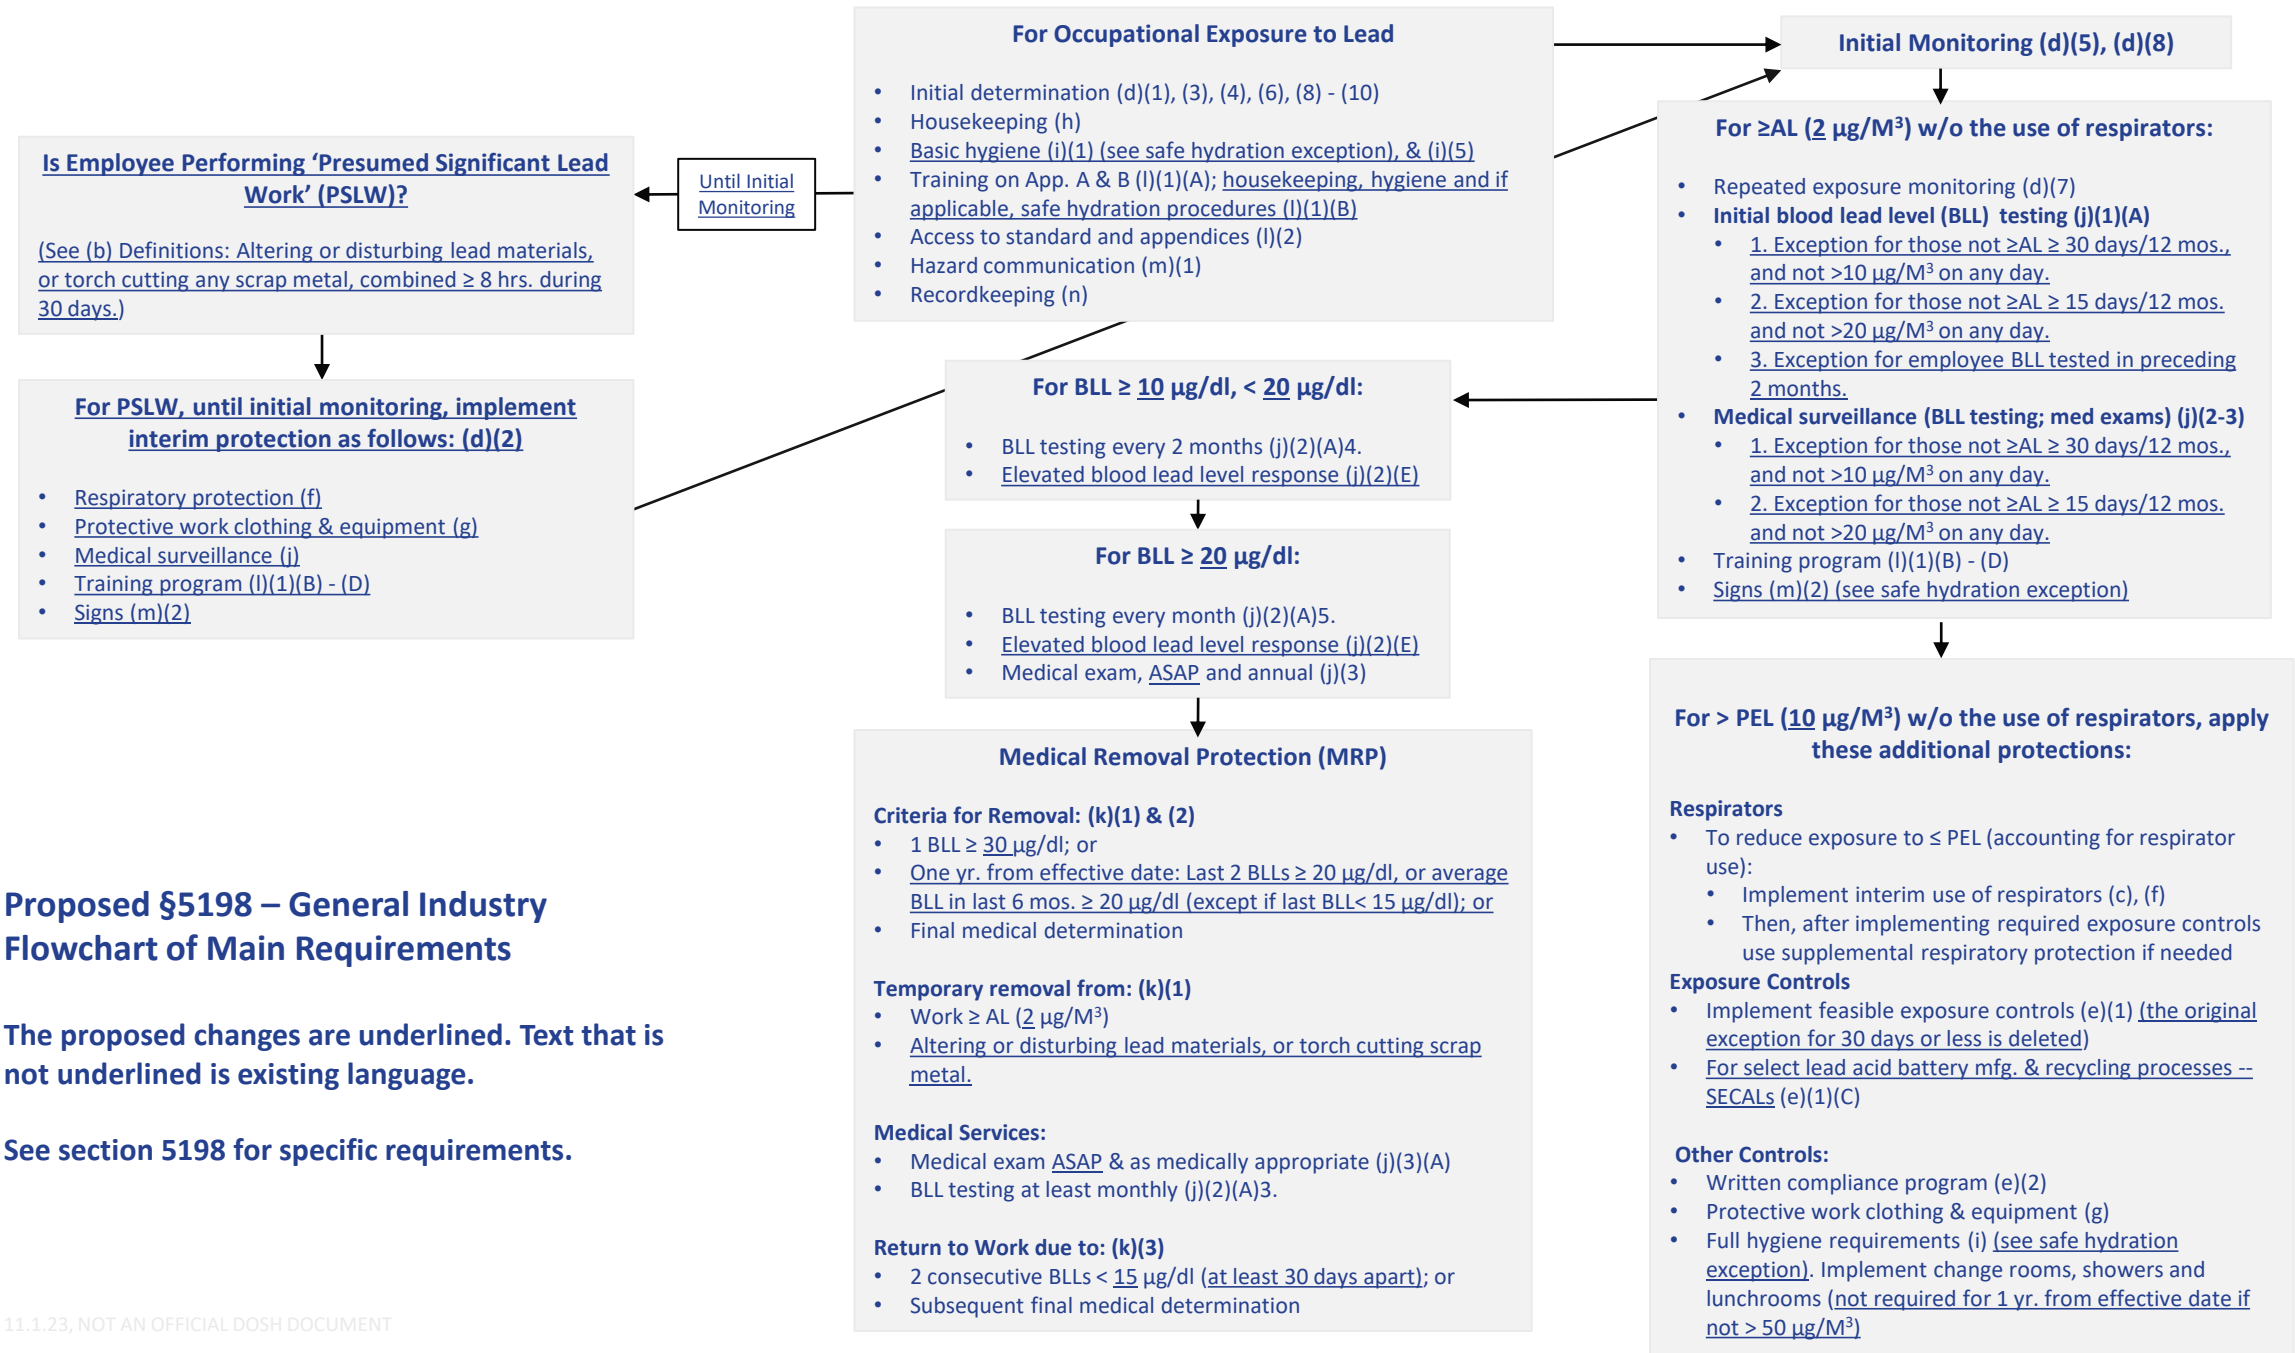 For Occupational Exposure to Lead
• Initial determination (d)(1), (3), (4), (6), (8) - (10)
• Housekeeping (h)
• Basic hygiene (i)(1) (see safe hydration exception), & (i)(5)
• Training on App. A & B (l)(1)(A); housekeeping, hygiene and if
applicable, safe hydration procedures (l)(1)(B)
• Access to standard and appendices (l)(2)
• Hazard communication (m)(1)
• Recordkeeping (n)
Until Initial
Monitoring
Is Employee Performing ‘Presumed Significant Lead
Work’ (PSLW)?
(See (b) Definitions: Altering or disturbing lead materials,
or torch cutting any scrap metal, combined ≥ 8 hrs. during
30 days.)
For PSLW, until initial monitoring, implement
interim protection as follows: (d)(2)
• Respiratory protection (f)
• Protective work clothing & equipment (g)
• Medical surveillance (j)
• Training program (l)(1)(B) - (D)
• Signs (m)(2)
Initial Monitoring (d)(5), (d)(8)
For ≥AL (2 µg/M³) w/o the use of respirators:
• Repeated exposure monitoring (d)(7)
• Initial blood lead level (BLL) testing (j)(1)(A)
• 1. Exception for those not ≥AL ≥ 30 days/12 mos.,
and not >10 µg/M³ on any day.
• 2. Exception for those not ≥AL ≥ 15 days/12 mos.
and not >20 µg/M³ on any day.
• 3. Exception for employee BLL tested in preceding
2 months.
• Medical surveillance (BLL testing; med exams) (j)(2-3)
• 1. Exception for those not ≥AL ≥ 30 days/12 mos.,
and not >10 µg/M³ on any day.
• 2. Exception for those not ≥AL ≥ 15 days/12 mos.
and not >20 µg/M³ on any day.
• Training program (l)(1)(B) - (D)
• Signs (m)(2) (see safe hydration exception)
For BLL ≥ 10 µg/dl, < 20 µg/dl:
• BLL testing every 2 months (j)(2)(A)4.
• Elevated blood lead level response (j)(2)(E)
For BLL ≥ 20 µg/dl:
• BLL testing every month (j)(2)(A)5.
• Elevated blood lead level response (j)(2)(E)
• Medical exam, ASAP and annual (j)(3)
Medical Removal Protection (MRP)
Criteria for Removal: (k)(1) & (2)
• 1 BLL ≥ 30 µg/dl; or
• One yr. from effective date: Last 2 BLLs ≥ 20 µg/dl, or average
BLL in last 6 mos. ≥ 20 µg/dl (except if last BLL< 15 µg/dl); or
• Final medical determination
Temporary removal from: (k)(1)
• Work ≥ AL (2 µg/M³)
• Altering or disturbing lead materials, or torch cutting scrap
metal.
Medical Services:
• Medical exam ASAP & as medically appropriate (j)(3)(A)
• BLL testing at least monthly (j)(2)(A)3.
Return to Work due to: (k)(3)
• 2 consecutive BLLs < 15 µg/dl (at least 30 days apart); or
• Subsequent final medical determination
For > PEL (10 µg/M³) w/o the use of respirators, apply
these additional protections:
Respirators
• To reduce exposure to ≤ PEL (accounting for respirator
use):
• Implement interim use of respirators (c), (f)
• Then, after implementing required exposure controls
use supplemental respiratory protection if needed
Exposure Controls
• Implement feasible exposure controls (e)(1) (the original
exception for 30 days or less is deleted)
• For select lead acid battery mfg. & recycling processes --
SECALs (e)(1)(C)
Other Controls:
• Written compliance program (e)(2)
• Protective work clothing & equipment (g)
• Full hygiene requirements (i) (see safe hydration
exception). Implement change rooms, showers and
lunchrooms (not required for 1 yr. from effective date if
not > 50 µg/M³)
Proposed §5198 – General Industry
Flowchart of Main Requirements
The proposed changes are underlined. Text that is
not underlined is existing language.
See section 5198 for specific requirements.
11.1.23, NOT AN OFFICIAL DOSH DOCUMENT